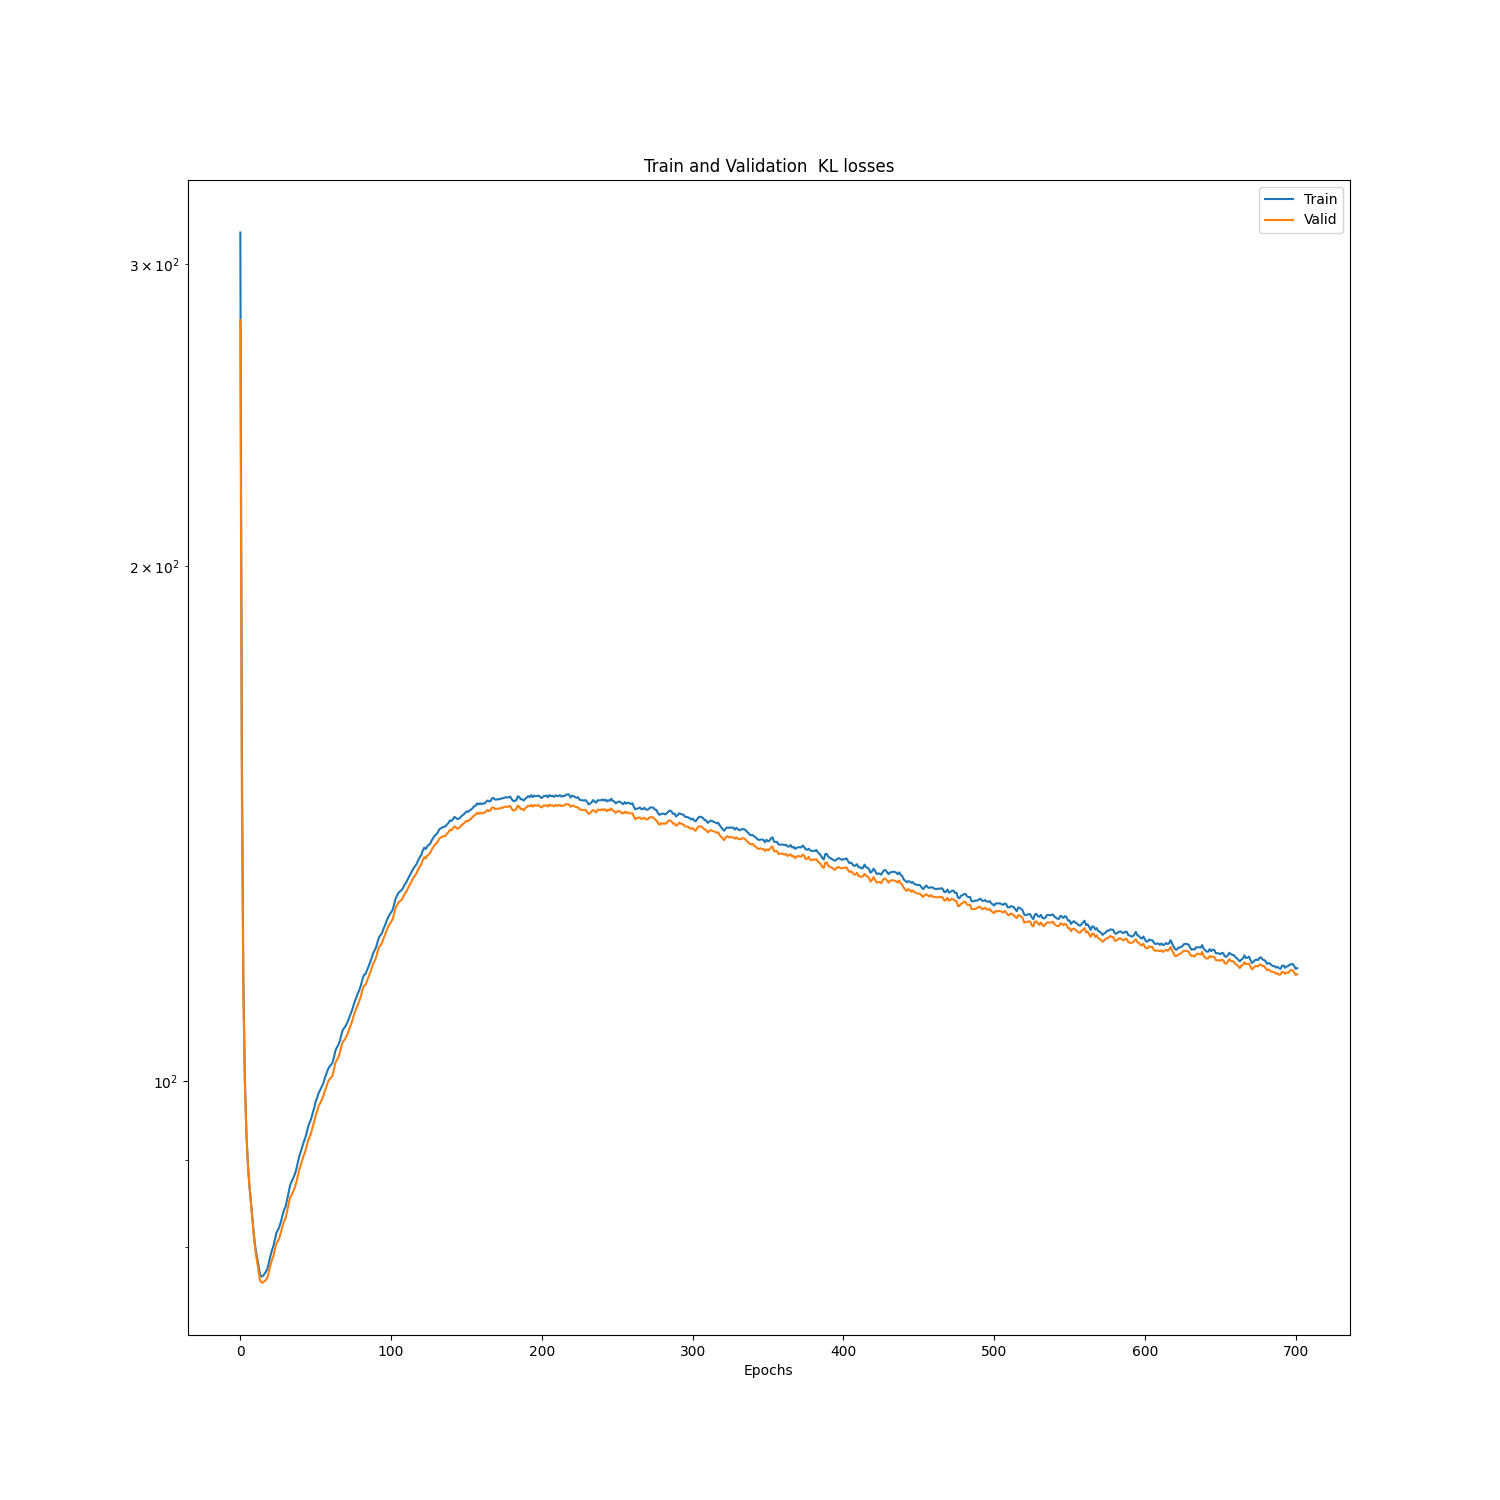 Train and Validation  KL losses
Train
Valid
3 × 10²
2 × 10²
10²
0 100 200 300 400 500 600 700
Epochs